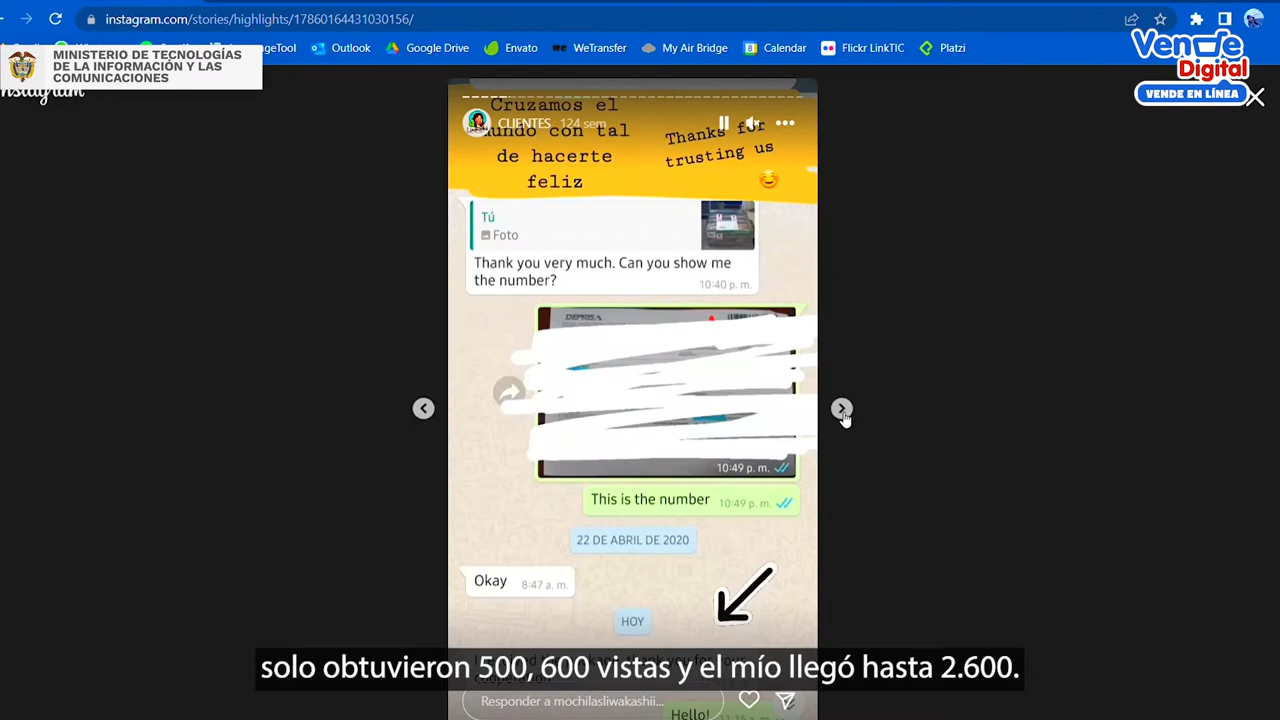 instagram.com/stories/highlights/17860164431030156/
Outlook
Google Drive
Envato
WeTransfer
My Air Bridge
Calendar
Flickr LinkTIC
Platzi
MINISTERIO DE TECNOLOGÍAS
DE LA INFORMACIÓN Y LAS
COMUNICACIONES
Vende
Digital
VENDE EN LÍNEA
Instagram
Cruzamos el
mundo con tal
de hacerte
feliz
CLIENTES 124 sem
Thanks for
trusting us
Tú
Foto
Thank you very much. Can you show me
the number?
10:40 p. m.
DEPRISA
10:49 p. m.
This is the number 10:49 p. m.
22 DE ABRIL DE 2020
Okay 8:47 a. m.
HOY
solo obtuvieron 500, 600 vistas y el mío llegó hasta 2.600.
Responder a mochilasliwakashii...
Hello!